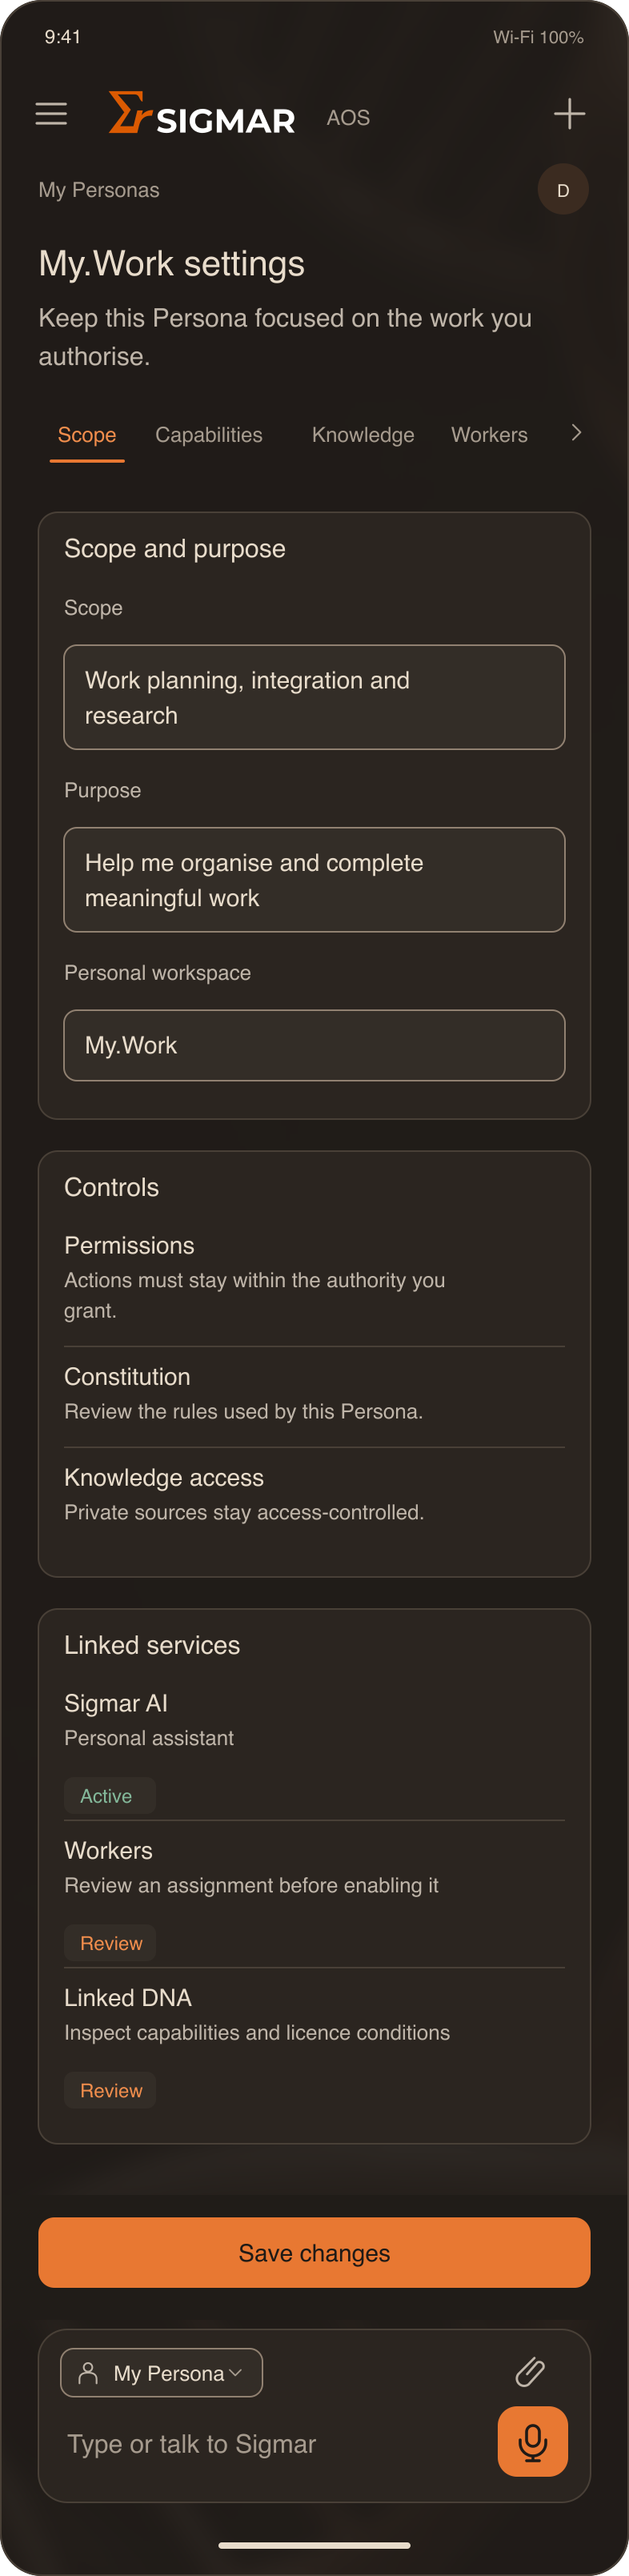 9:41
Wi-Fi 100%
Σr SIGMAR
AOS
My Personas
D
My.Work settings
Keep this Persona focused on the work you
authorise.
Scope
Capabilities
Knowledge
Workers
Scope and purpose
Scope
Work planning, integration and
research
Purpose
Help me organise and complete
meaningful work
Personal workspace
My.Work
Controls
Permissions
Actions must stay within the authority you
grant.
Constitution
Review the rules used by this Persona.
Knowledge access
Private sources stay access-controlled.
Linked services
Sigmar AI
Personal assistant
Active
Workers
Review an assignment before enabling it
Review
Linked DNA
Inspect capabilities and licence conditions
Review
Save changes
My Persona
Type or talk to Sigmar